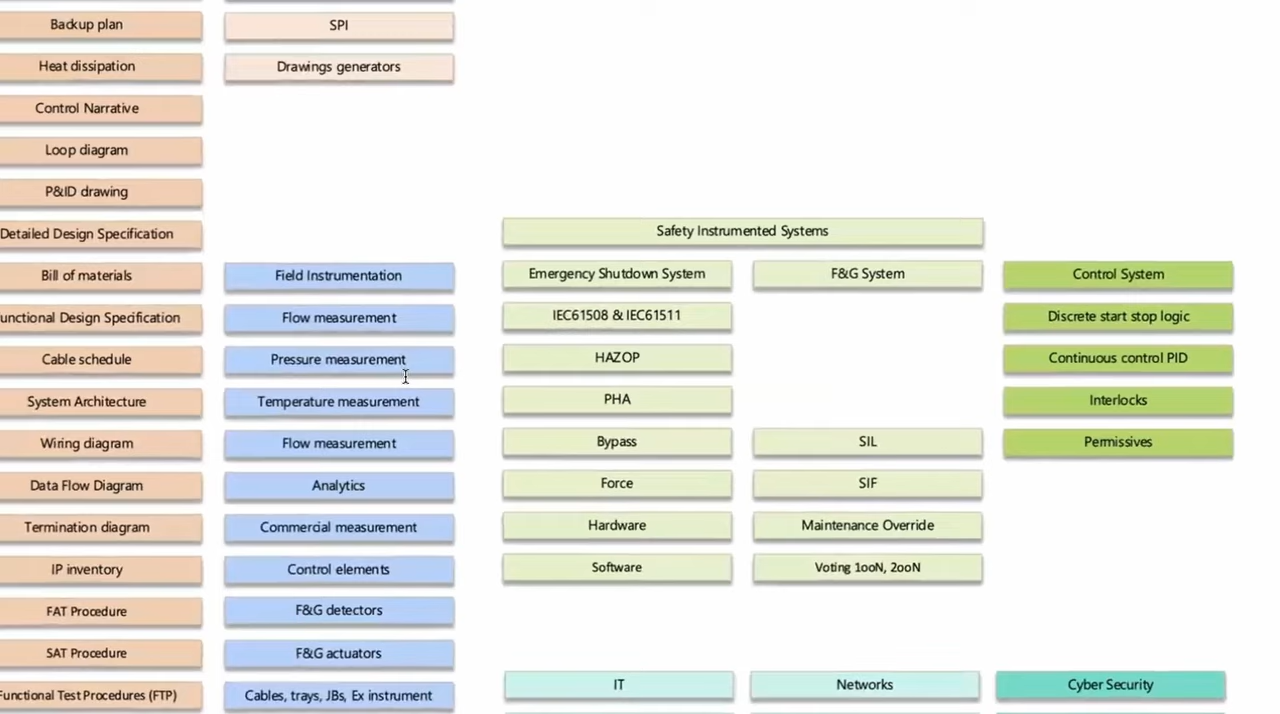 Backup plan
Heat dissipation
Control Narrative
Loop diagram
P&ID drawing
Detailed Design Specification
Bill of materials
unctional Design Specification
Cable schedule
System Architecture
Wiring diagram
Data Flow Diagram
Termination diagram
IP inventory
FAT Procedure
SAT Procedure
Functional Test Procedures (FTP)
SPI
Drawings generators
Field Instrumentation
Flow measurement
Pressure measurement
Temperature measurement
Flow measurement
Analytics
Commercial measurement
Control elements
F&G detectors
F&G actuators
Cables, trays, JBs, Ex instrument
Safety Instrumented Systems
Emergency Shutdown System
IEC61508 & IEC61511
HAZOP
PHA
Bypass
Force
Hardware
Software
F&G System
SIL
SIF
Maintenance Override
Voting 1ooN, 2ooN
Control System
Discrete start stop logic
Continuous control PID
Interlocks
Permissives
IT
Networks
Cyber Security